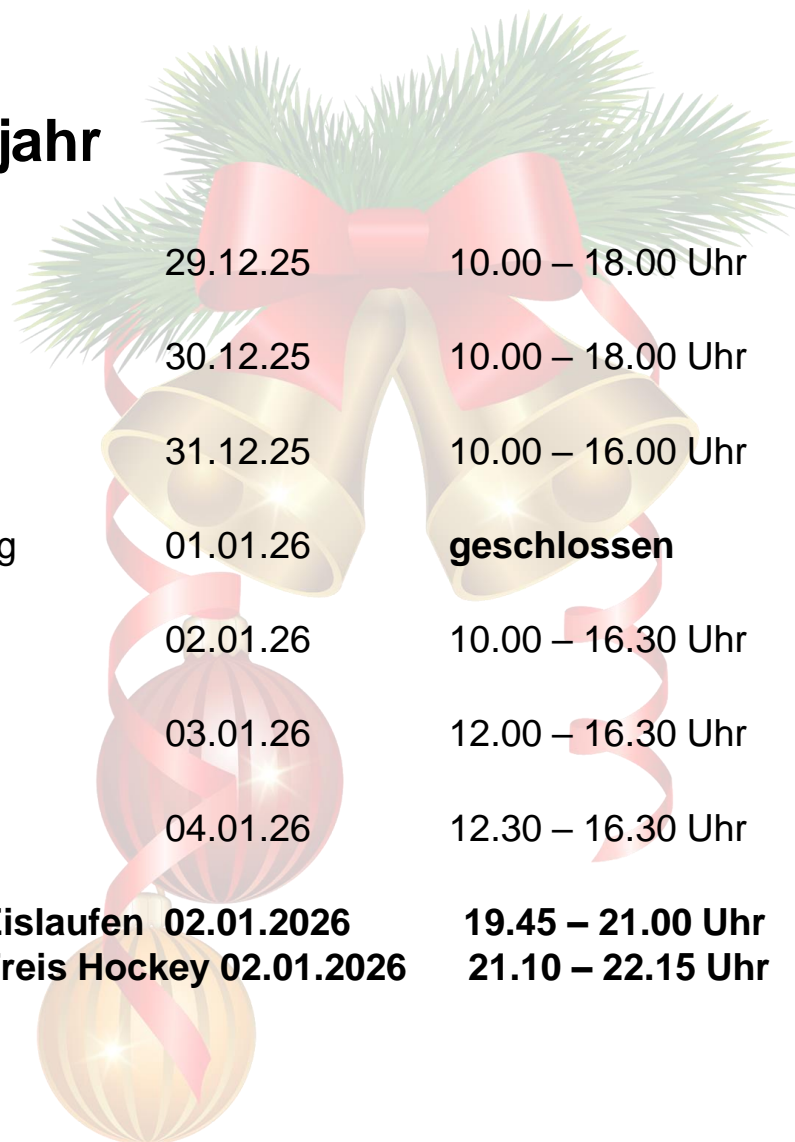 jahr
29.12.25 10.00 – 18.00 Uhr
30.12.25 10.00 – 18.00 Uhr
31.12.25 10.00 – 16.00 Uhr
g 01.01.26 geschlossen
02.01.26 10.00 – 16.30 Uhr
03.01.26 12.00 – 16.30 Uhr
04.01.26 12.30 – 16.30 Uhr
Eislaufen 02.01.2026 19.45 – 21.00 Uhr
reis Hockey 02.01.2026 21.10 – 22.15 Uhr